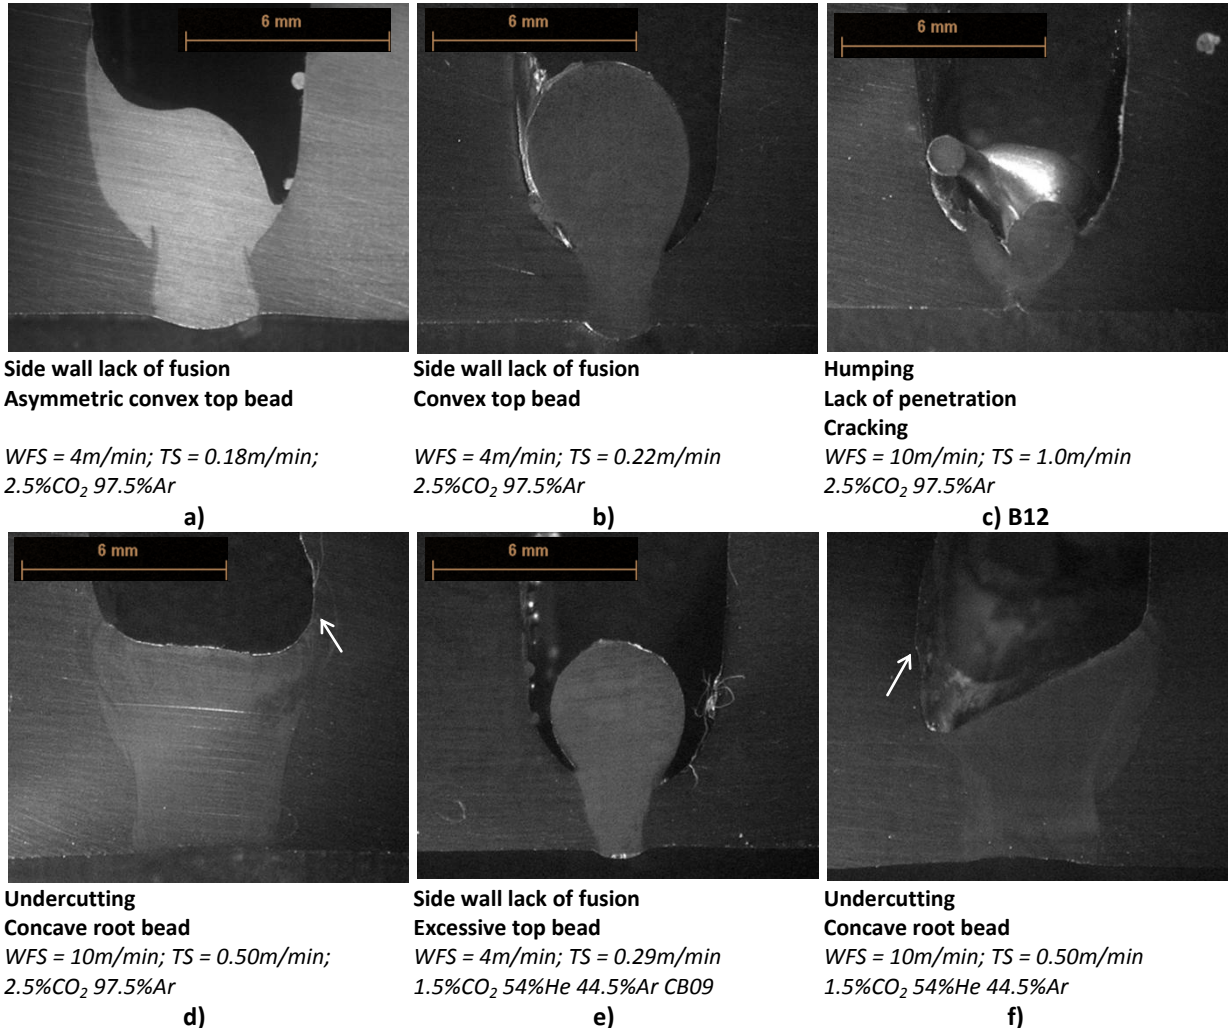 6 mm
6 mm
6 mm
Side wall lack of fusion
Asymmetric convex top bead
WFS = 4m/min; TS = 0.18m/min;
2.5%CO₂ 97.5%Ar
a)
Side wall lack of fusion
Convex top bead
WFS = 4m/min; TS = 0.22m/min
2.5%CO₂ 97.5%Ar
b)
Humping
Lack of penetration
Cracking
WFS = 10m/min; TS = 1.0m/min
2.5%CO₂ 97.5%Ar
c) B12
6 mm
6 mm
Undercutting
Concave root bead
WFS = 10m/min; TS = 0.50m/min;
2.5%CO₂ 97.5%Ar
d)
Side wall lack of fusion
Excessive top bead
WFS = 4m/min; TS = 0.29m/min
1.5%CO₂ 54%He 44.5%Ar CB09
e)
Undercutting
Concave root bead
WFS = 10m/min; TS = 0.50m/min
1.5%CO₂ 54%He 44.5%Ar
f)